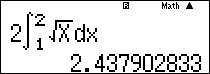 R Math ▲
2∫₁²√X dx
2.437902833